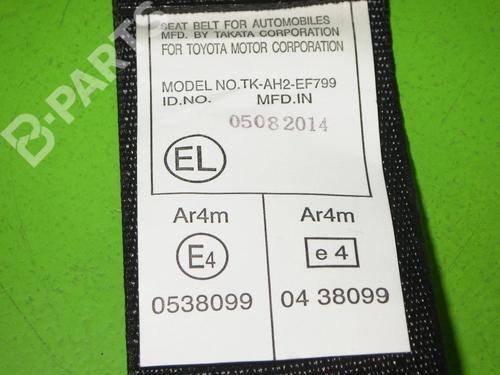 B-PARTS
SEAT BELT FOR AUTOMOBILES
MFD. BY TAKATA CORPORATION
FOR TOYOTA MOTOR CORPORATION
MODEL NO.TK-AH2-EF799
ID.NO. MFD.IN
05082014
EL
Ar4m
E4
0538099
Ar4m
e 4
04 38099
B-PARTS